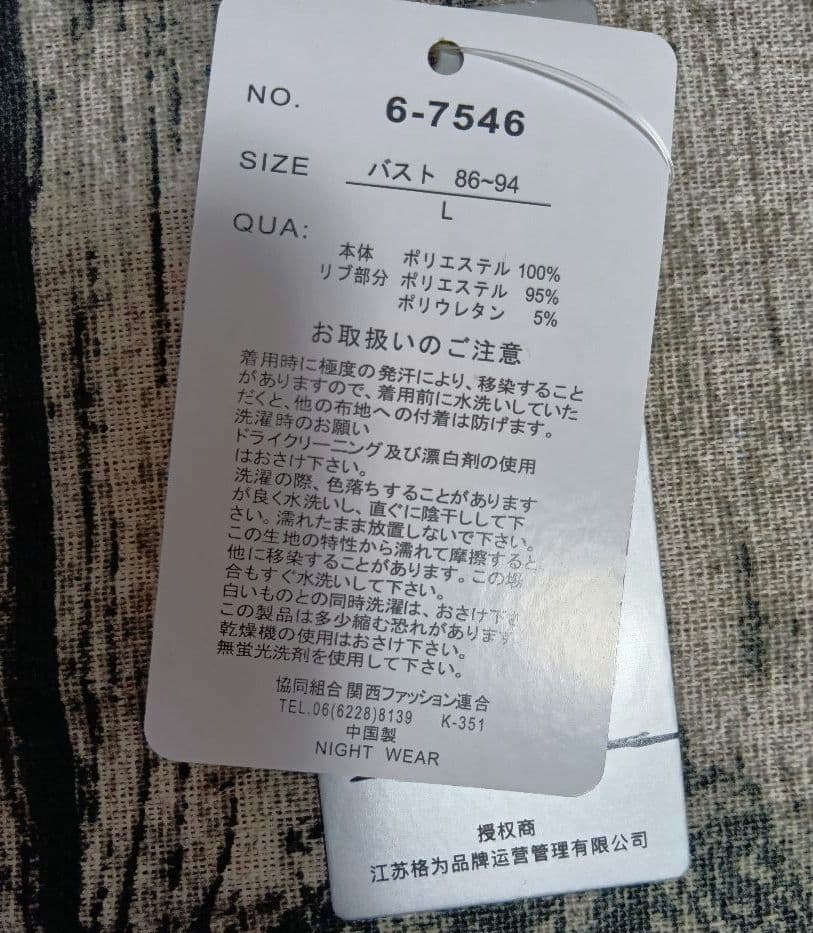 NO. 6-7546
SIZE バスト 86~94
L
QUA:
本体 ポリエステル 100%
リブ部分 ポリエステル 95%
ポリウレタン 5%
お取扱いのご注意
着用時に極度の発汗により、移染すること
がありますので、着用前に水洗いしていた
だくと、他の布地への付着は防げます。
洗濯時のお願い
ドライクリーニング及び漂白剤の使用
はおさけ下さい。
洗濯の際、色落ちすることがあります
が良く水洗いし、直ぐに陰干しして下
さい。濡れたまま放置しないで下さい。
この生地の特性から濡れて摩擦すると
他に移染することがあります。この場
合もすぐ水洗いして下さい。
白いものとの同時洗濯は、おさけ下さ
この製品は多少縮む恐れがあります
乾燥機の使用はおさけ下さい。
無蛍光洗剤を使用して下さい。
協同組合 関西ファッション連合
TEL.06(6228)8139 K-351
中国製
NIGHT WEAR
授权商
江苏格为品牌运营管理有限公司